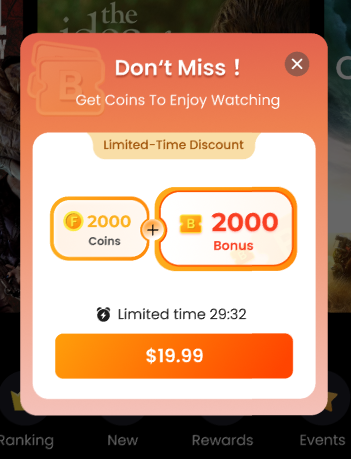 the
Don't Miss !
Get Coins To Enjoy Watching
Limited-Time Discount
F 2000
Coins
+
B 2000
Bonus
Limited time 29:32
$19.99
Ranking
New
Rewards
Events